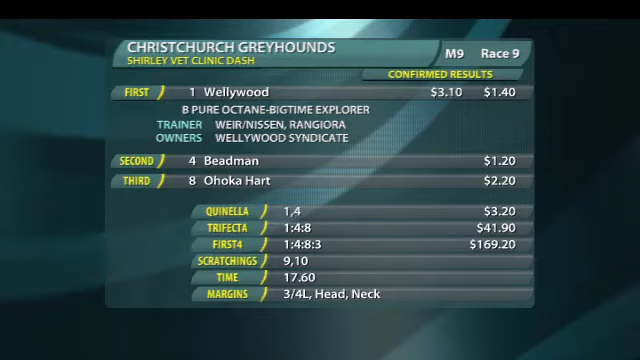 CHRISTCHURCH GREYHOUNDS M9 Race 9
SHIRLEY VET CLINIC DASH
CONFIRMED RESULTS
FIRST 1 Wellywood $3.10 $1.40
B PURE OCTANE-BIGTIME EXPLORER
TRAINER WEIR/NISSEN, RANGIORA
OWNERS WELLYWOOD SYNDICATE
SECOND 4 Beadman $1.20
THIRD 8 Ohoka Hart $2.20
QUINELLA 1,4 $3.20
TRIFECTA 1:4:8 $41.90
FIRST4 1:4:8:3 $169.20
SCRATCHINGS 9,10
TIME 17.60
MARGINS 3/4L, Head, Neck